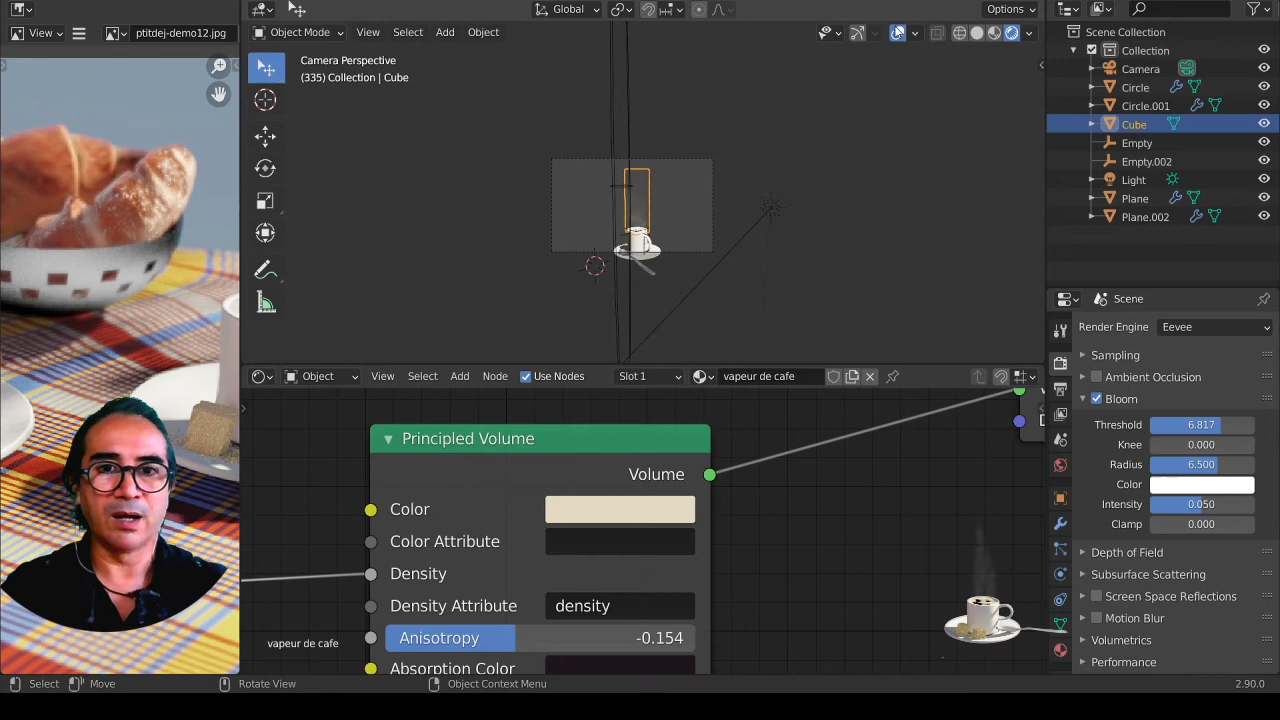 View
ptitdej-demo12.jpg
Global
Options
Object Mode
View
Select
Add
Object
Camera Perspective
(335) Collection | Cube
Scene Collection
Collection
Camera
Circle
Circle.001
Cube
Empty
Empty.002
Light
Plane
Plane.002
Scene
Render Engine
Eevee
Sampling
Ambient Occlusion
Bloom
Threshold
6.817
Knee
0.000
Radius
6.500
Color
Intensity
0.050
Clamp
0.000
Depth of Field
Subsurface Scattering
Screen Space Reflections
Motion Blur
Volumetrics
Performance
Object
View
Select
Add
Node
Use Nodes
Slot 1
vapeur de cafe
Principled Volume
Volume
Color
Color Attribute
Density
Density Attribute
density
Anisotropy
-0.154
Absorption Color
vapeur de cafe
Select
Move
Rotate View
Object Context Menu
2.90.0